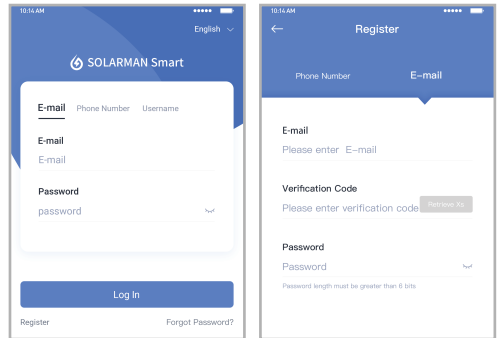 10:14 AM
English
SOLARMAN Smart
E-mail Phone Number Username
E-mail
E-mail
Password
password
Log In
Register Forgot Password?
10:14 AM
Register
Phone Number E-mail
E-mail
Please enter E-mail
Verification Code
Please enter verification code Retrieve Xs
Password
Password
Password length must be greater than 6 bits